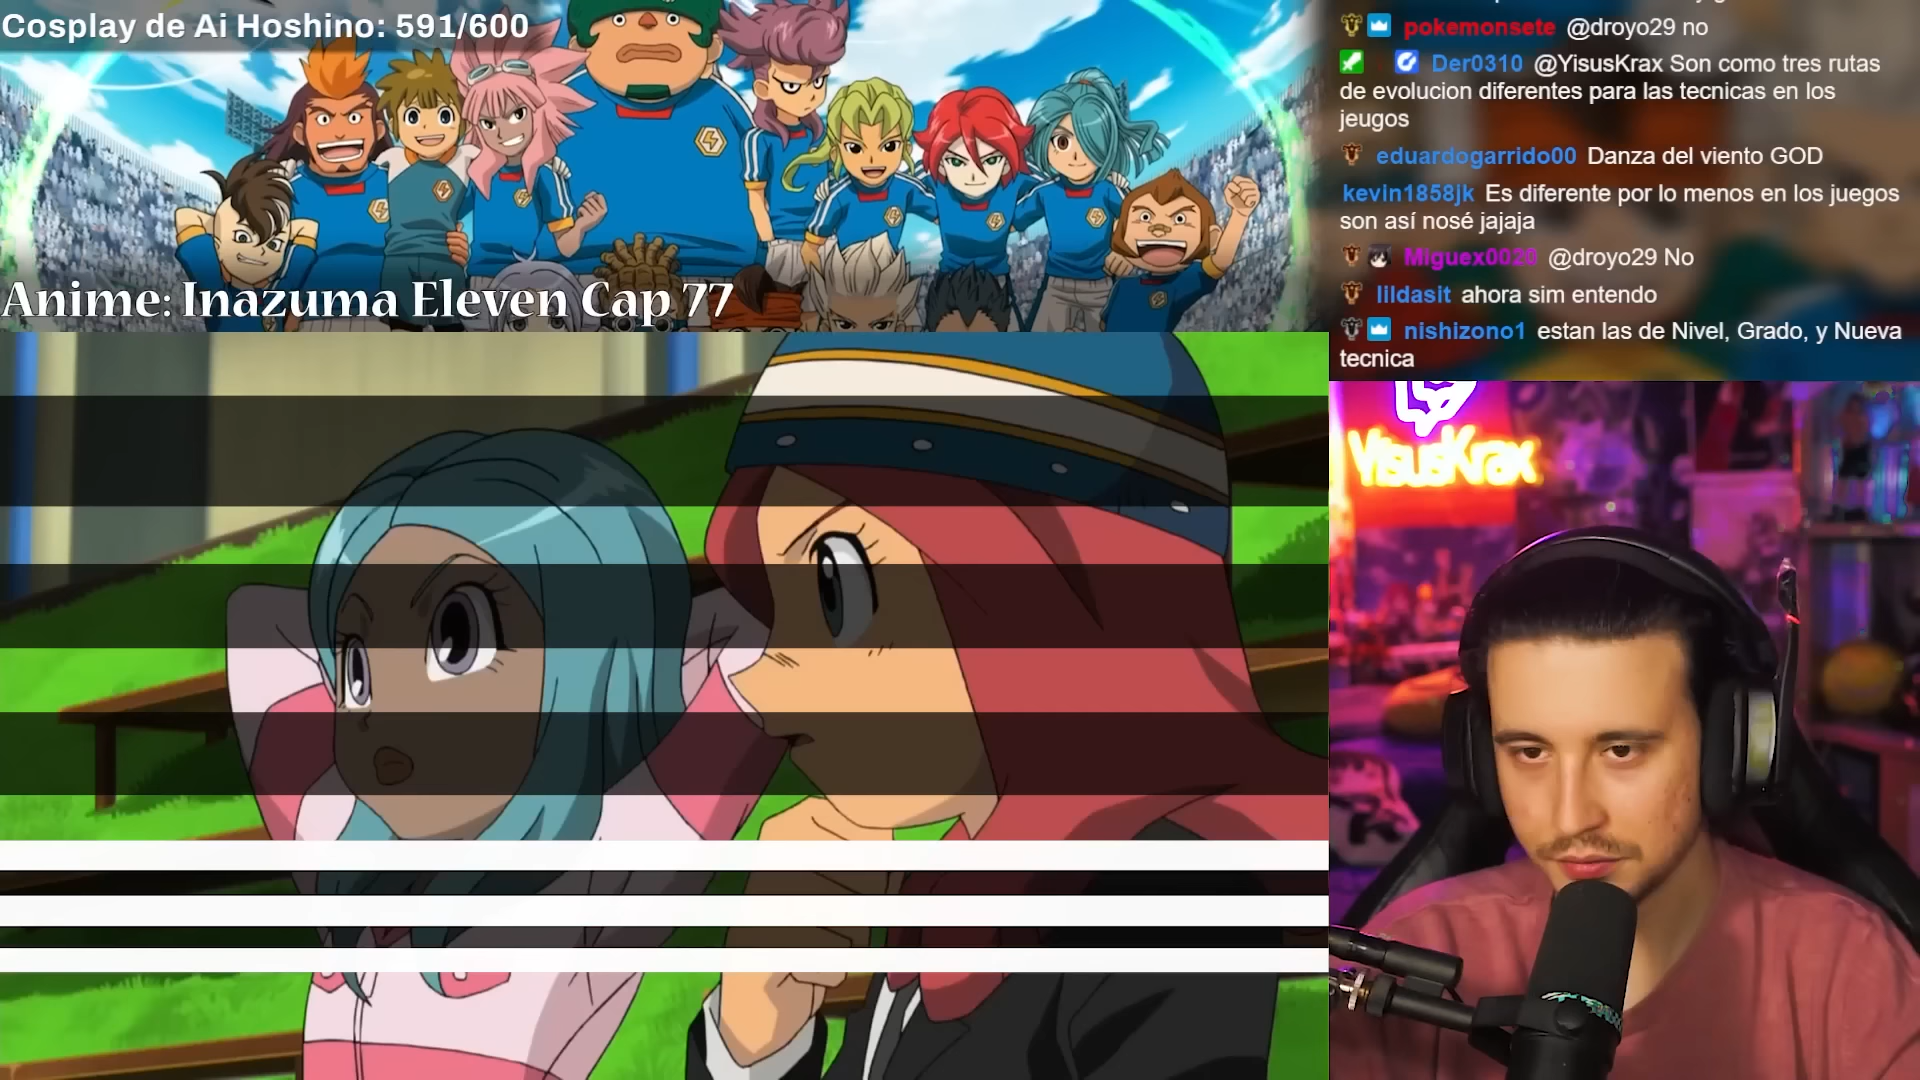 Cosplay de Ai Hoshino: 591/600
Anime: Inazuma Eleven Cap 77
pokemonsete @droyo29 no
Der0310 @YisusKrax Son como tres rutas
de evolucion diferentes para las tecnicas en los
jeugos
eduardogarrido00 Danza del viento GOD
kevin1858jk Es diferente por lo menos en los juegos
son así nosé jajaja
Miguex0020 @droyo29 No
lildasit ahora sim entendo
nishizono1 estan las de Nivel, Grado, y Nueva
tecnica
YisusKrax